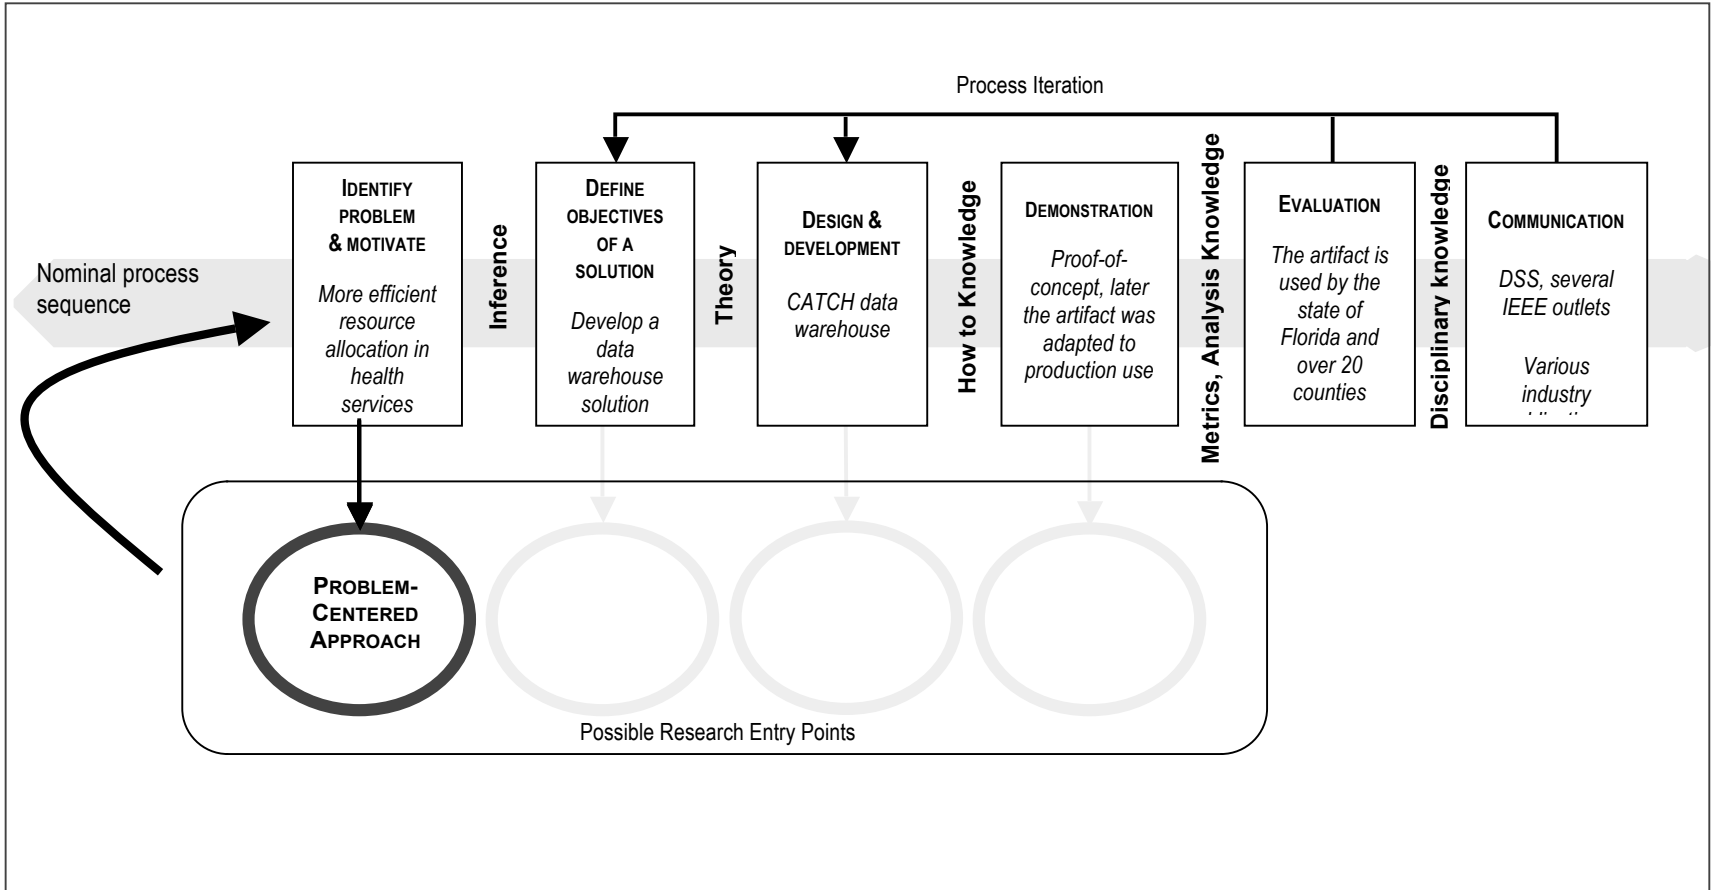 Process Iteration
Nominal process
sequence
IDENTIFY
PROBLEM
& MOTIVATE
More efficient
resource
allocation in
health
services
Inference
DEFINE
OBJECTIVES
OF A
SOLUTION
Develop a
data
warehouse
solution
Theory
DESIGN &
DEVELOPMENT
CATCH data
warehouse
How to Knowledge
DEMONSTRATION
Proof-of-
concept, later
the artifact was
adapted to
production use
Metrics, Analysis Knowledge
EVALUATION
The artifact is
used by the
state of
Florida and
over 20
counties
Disciplinary knowledge
COMMUNICATION
DSS, several
IEEE outlets
Various
industry
PROBLEM-
CENTERED
APPROACH
Possible Research Entry Points